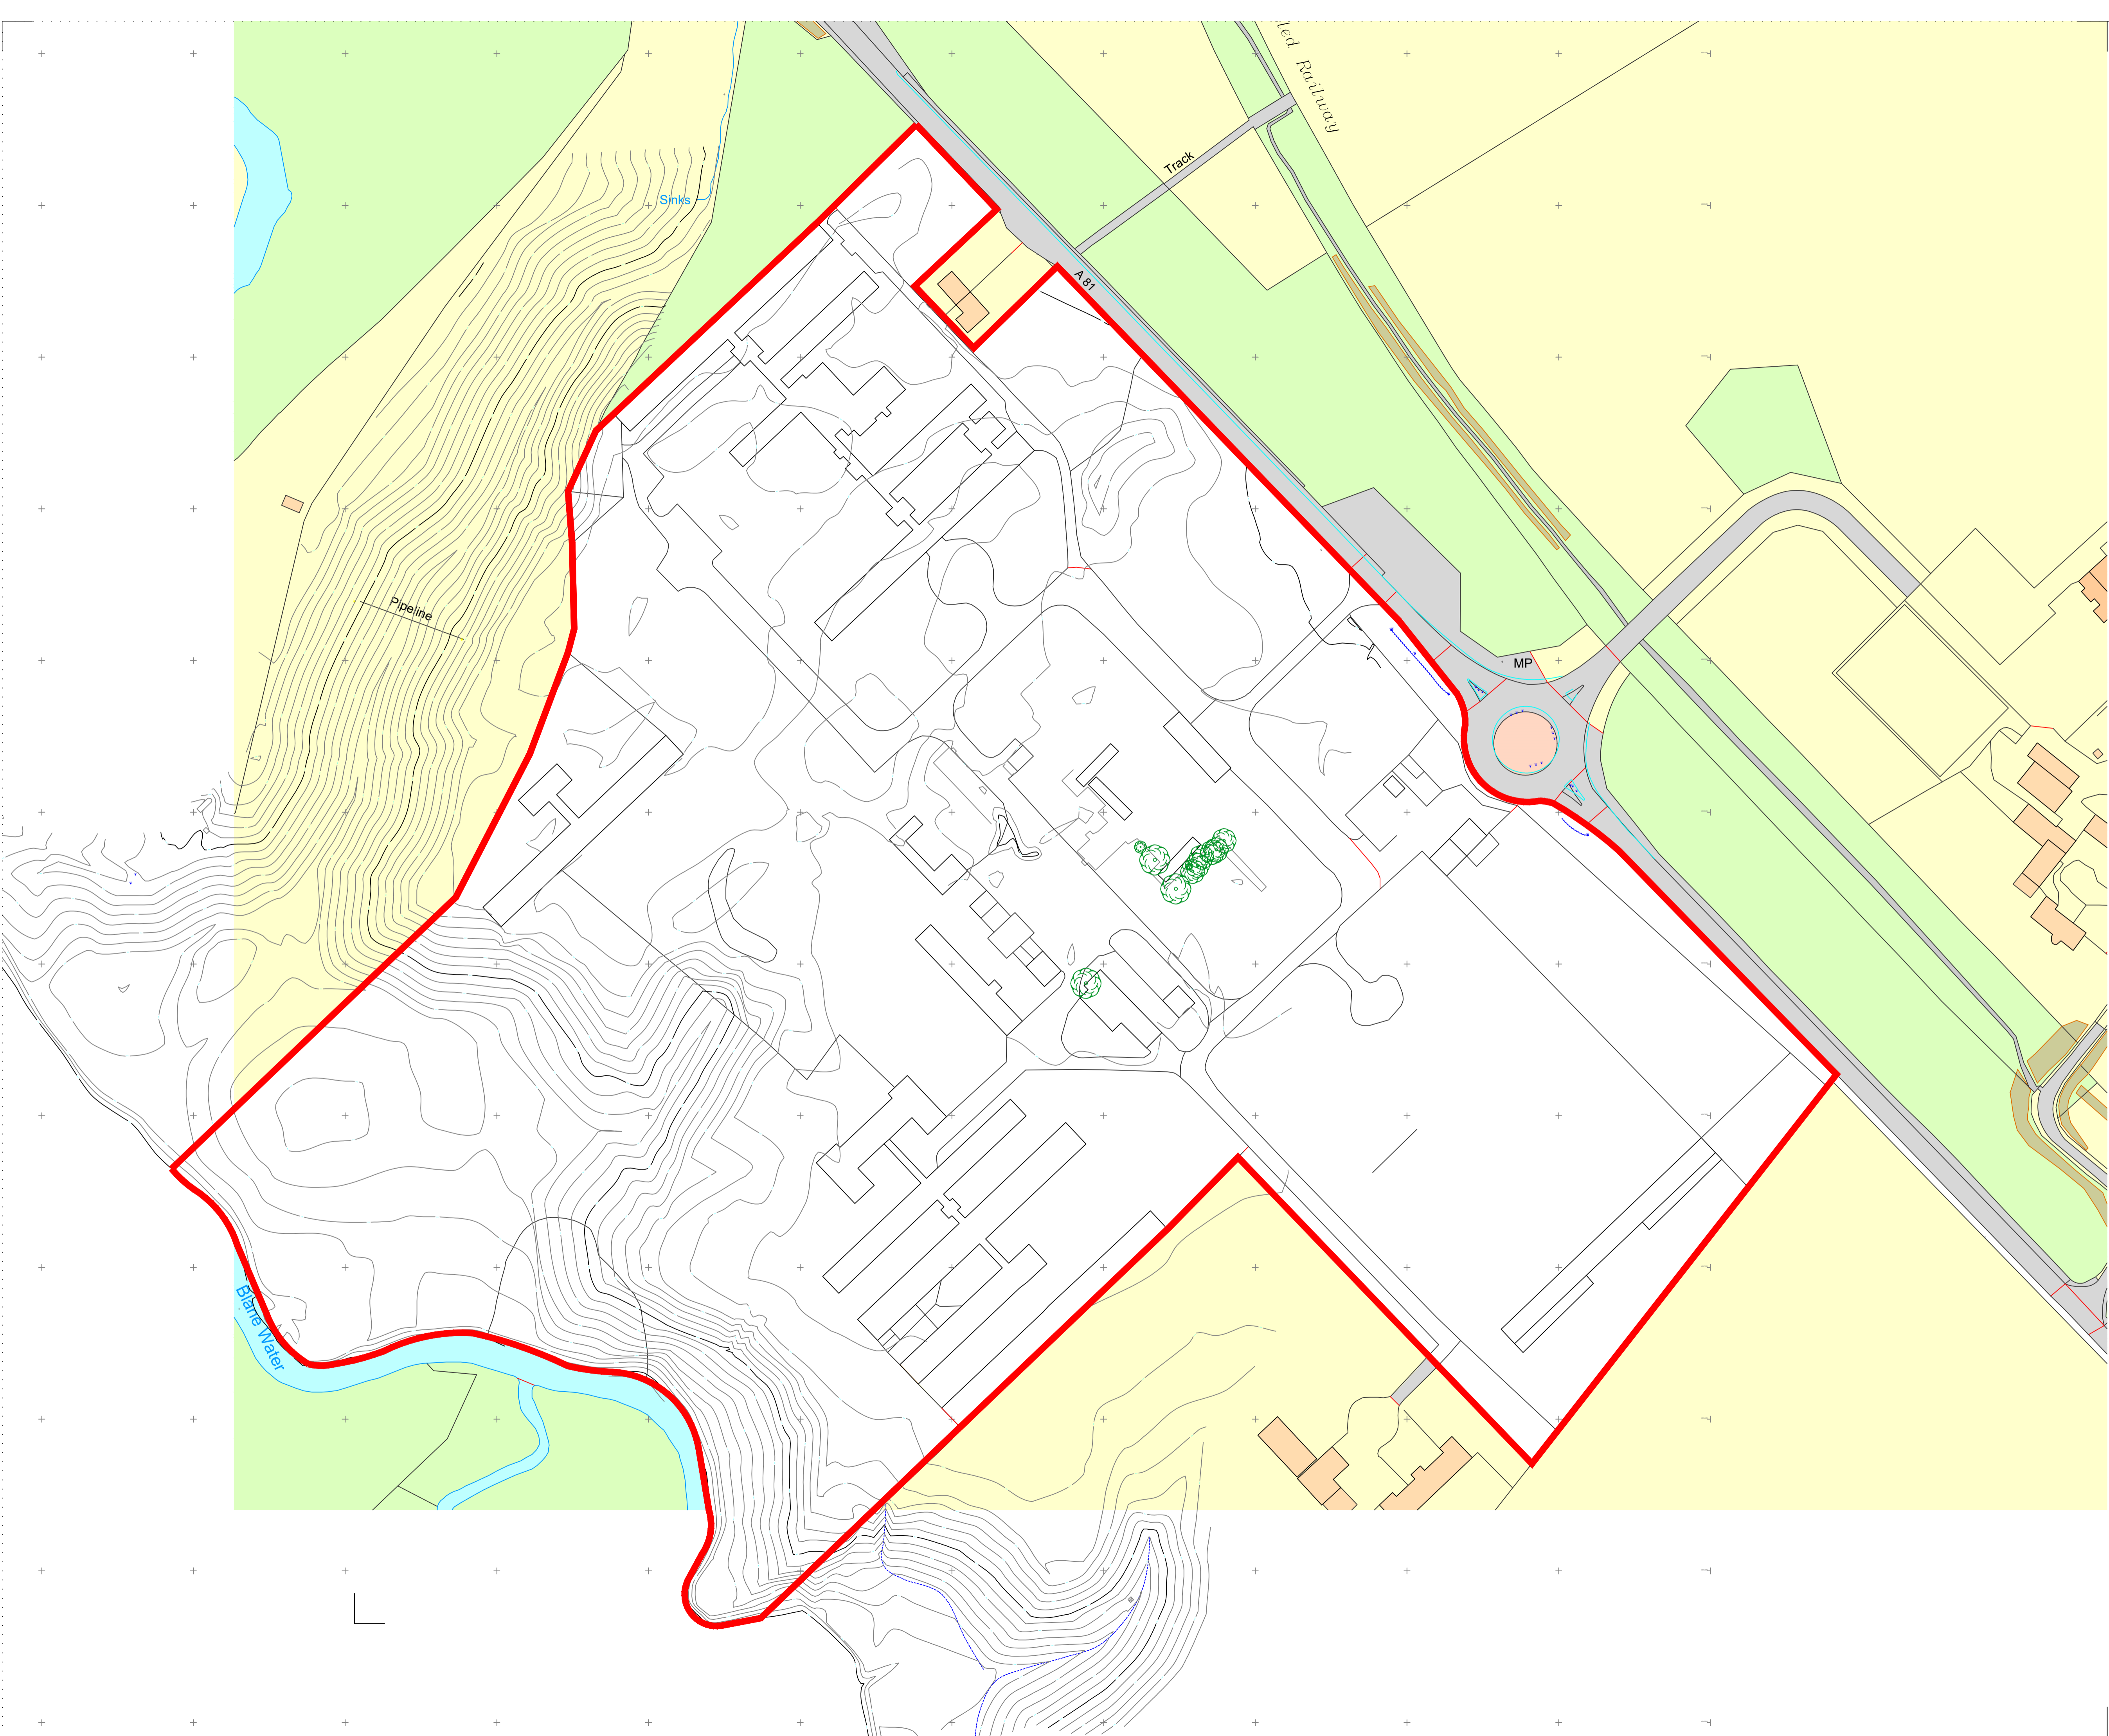 led Railway
Track
Sinks
A 81
Pipeline
MP
Blane Water